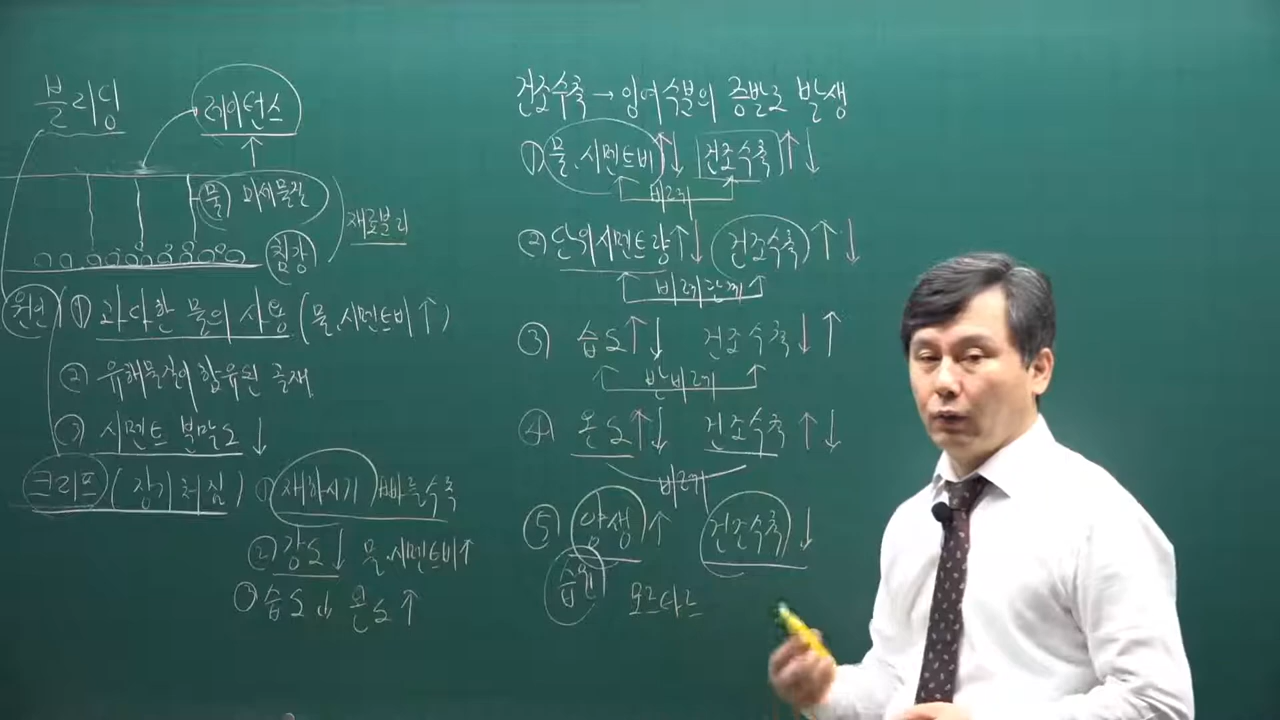 블리딩
레이턴스
물 미세물질
재료분리
침강
원인 ① 과다한 물의 사용 (물.시멘트비↑)
② 유해물질이 함유된 골재
③ 시멘트 분말도 ↓
크리프 (장기처짐) ① 재하시기 빠를수록
② 강도↓ 물.시멘트비↑
③ 습도↓ 온도↑
건조수축 → 잉여수분의 증발로 발생
① 물.시멘트비↑↓ 건조수축↑↓
비례
② 단위시멘트량↑↓ 건조수축↑↓
비례관계
③ 습도↑↓ 건조수축↓↑
반비례
④ 온도↑↓ 건조수축↑↓
비례
⑤ 양생↑ 건조수축↓
습윤 모르타르